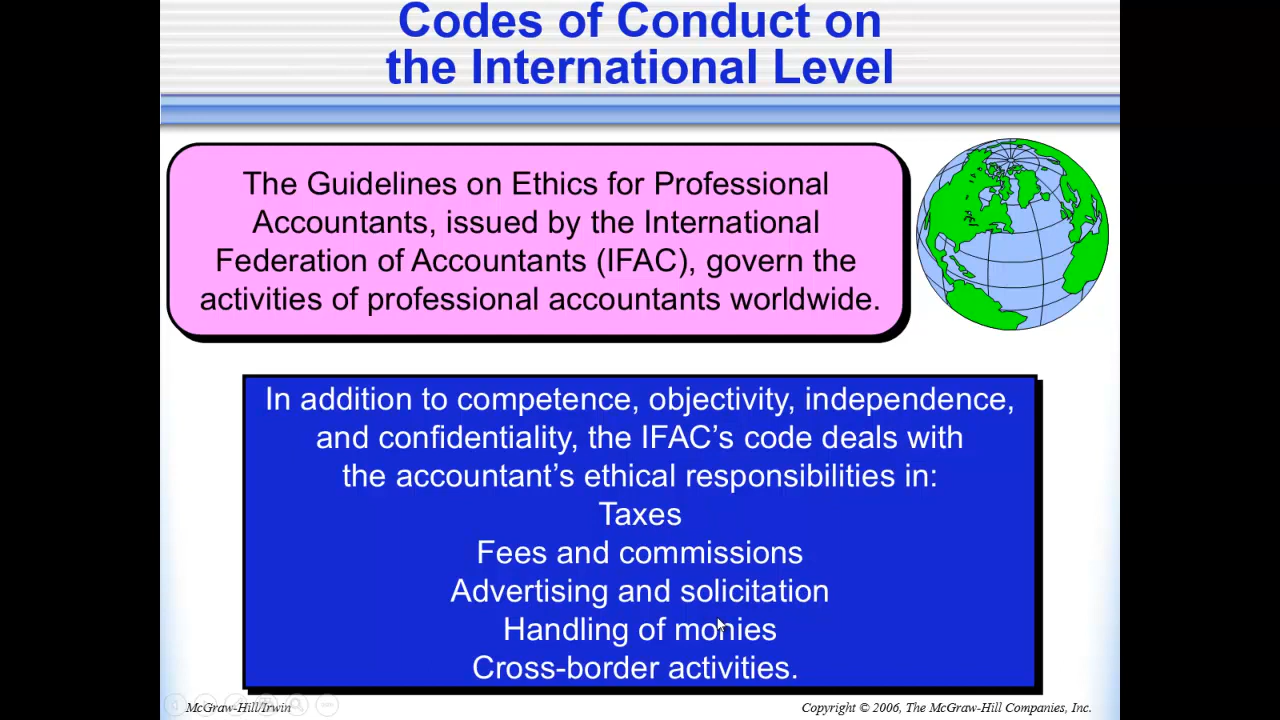 Codes of Conduct on
the International Level
The Guidelines on Ethics for Professional
Accountants, issued by the International
Federation of Accountants (IFAC), govern the
activities of professional accountants worldwide.
In addition to competence, objectivity, independence,
and confidentiality, the IFAC’s code deals with
the accountant’s ethical responsibilities in:
Taxes
Fees and commissions
Advertising and solicitation
Handling of monies
Cross-border activities.
McGraw-Hill/Irwin
Copyright © 2006, The McGraw-Hill Companies, Inc.